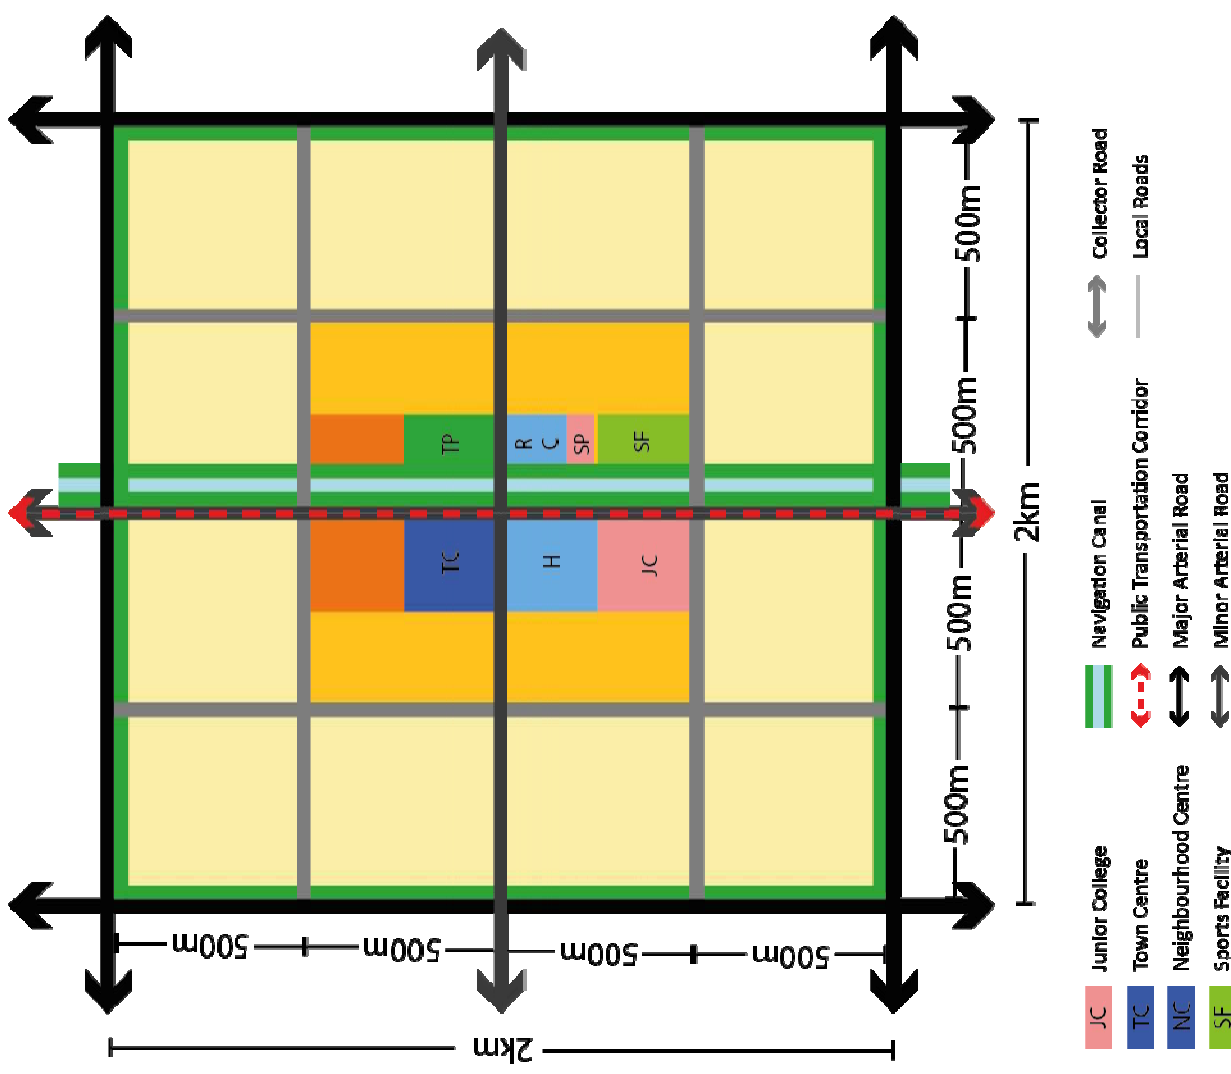 TP
R
C
SP
SF
TC
H
JC
500m
500m
500m
500m
2km
500m
500m
500m
500m
2km
JC Junior College
TC Town Centre
NC Neighbourhood Centre
SF Sports Facility
Navigation Canal
Public Transportation Corridor
Major Arterial Road
Minor Arterial Road
Collector Road
Local Roads